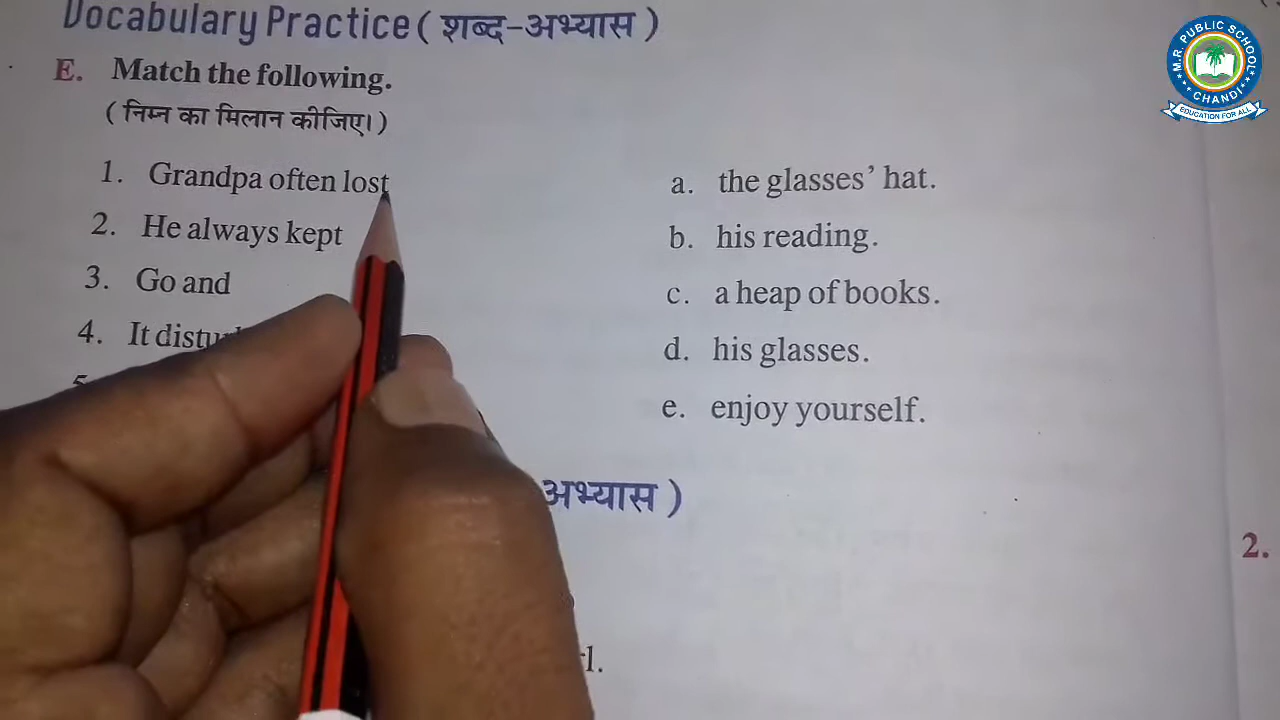 Vocabulary Practice ( शब्द-अभ्यास )
E. Match the following.
( निम्न का मिलान कीजिए। )
1. Grandpa often lost
a. the glasses’ hat.
2. He always kept
b. his reading.
3. Go and
c. a heap of books.
4. It
d. his glasses.
e. enjoy yourself.
अभ्यास )
2.
M.R. PUBLIC SCHOOL
CHANDI
EDUCATION FOR ALL